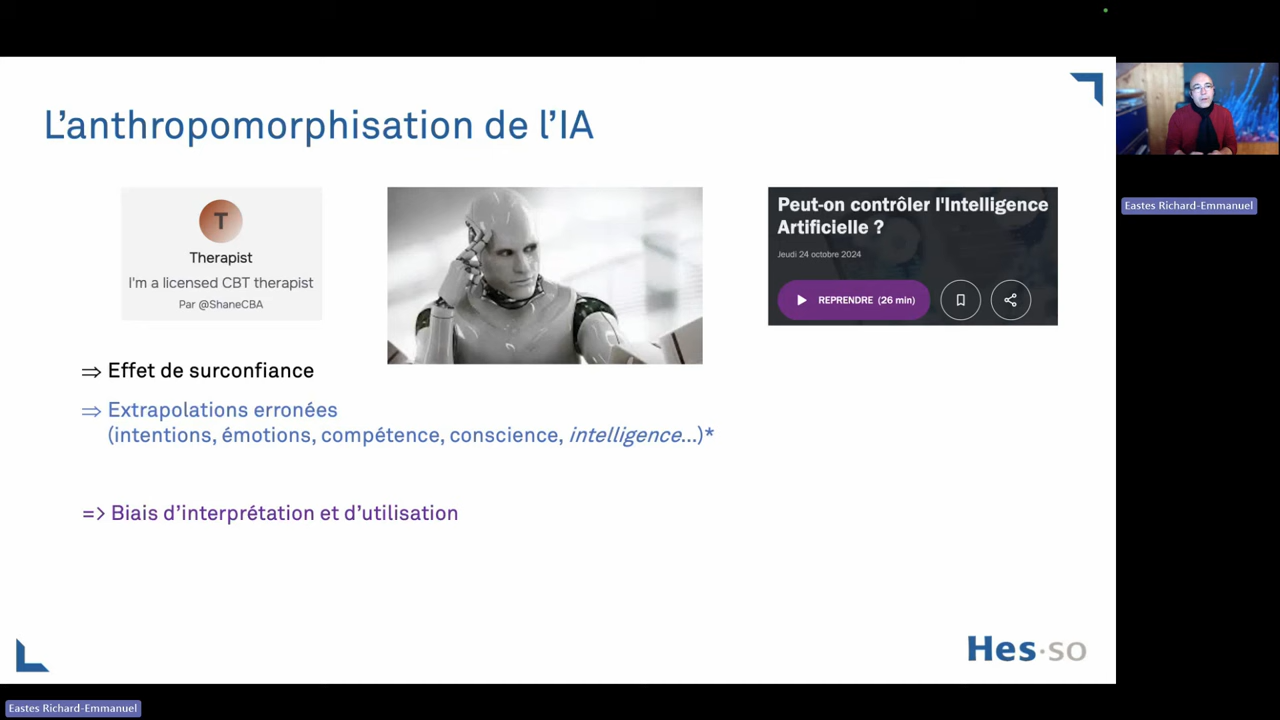 L'anthropomorphisation de l'IA
T
Therapist
I'm a licensed CBT therapist
Par @ShaneCBA
Peut-on contrôler l'Intelligence
Artificielle ?
Jeudi 24 octobre 2024
REPRENDRE (26 min)
⇒ Effet de surconfiance
⇒ Extrapolations erronées
(intentions, émotions, compétence, conscience, intelligence...)*
=> Biais d'interprétation et d'utilisation
Hes·so
Eastes Richard-Emmanuel
Eastes Richard-Emmanuel